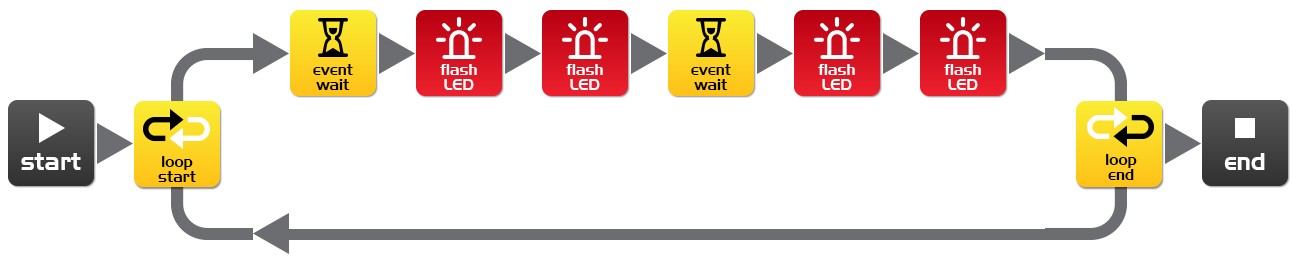 start
loop
start
event
wait
flash
LED
flash
LED
event
wait
flash
LED
flash
LED
loop
end
end